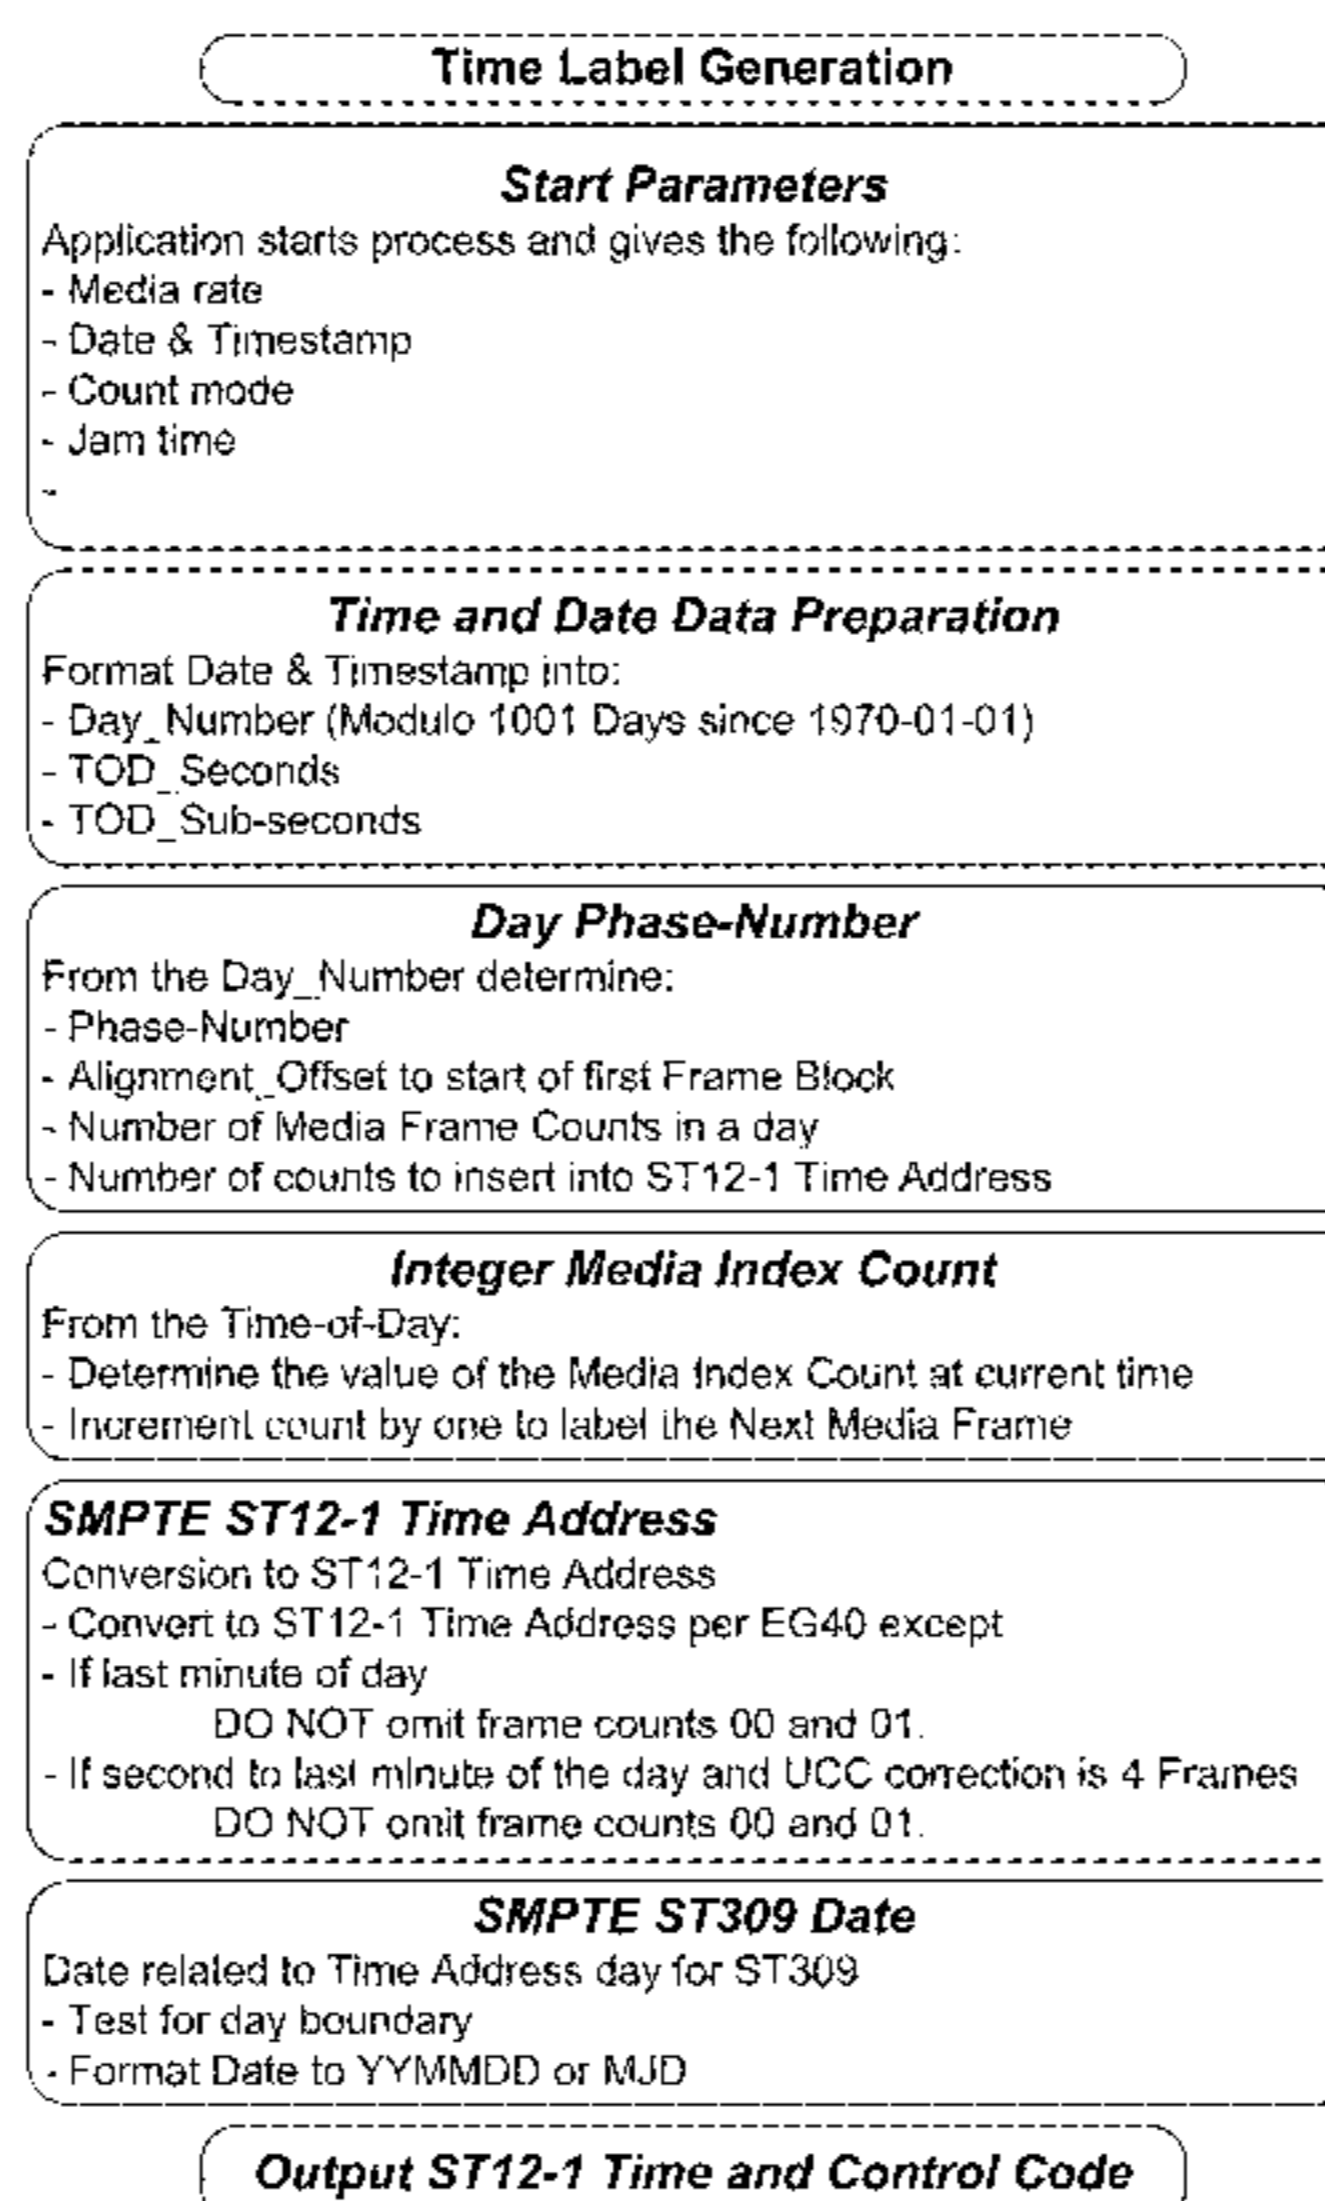 Time Label Generation
Start Parameters
Application starts process and gives the following:
- Media rate
- Date & Timestamp
- Count mode
- Jam time
-
Time and Date Data Preparation
Format Date & Timestamp into:
- Day_Number (Modulo 1001 Days since 1970-01-01)
- TOD_Seconds
- TOD_Sub-seconds
Day Phase-Number
From the Day_Number determine:
- Phase-Number
- Alignment_Offset to start of first Frame Block
- Number of Media Frame Counts in a day
- Number of counts to insert into ST12-1 Time Address
Integer Media Index Count
From the Time-of-Day:
- Determine the value of the Media Index Count at current time
- Increment count by one to label the Next Media Frame
SMPTE ST12-1 Time Address
Conversion to ST12-1 Time Address
- Convert to ST12-1 Time Address per EG40 except
- If last minute of day
DO NOT omit frame counts 00 and 01.
- If second to last minute of the day and UCC correction is 4 Frames
DO NOT omit frame counts 00 and 01.
SMPTE ST309 Date
Date related to Time Address day for ST309
- Test for day boundary
- Format Date to YYMMDD or MJD
Output ST12-1 Time and Control Code